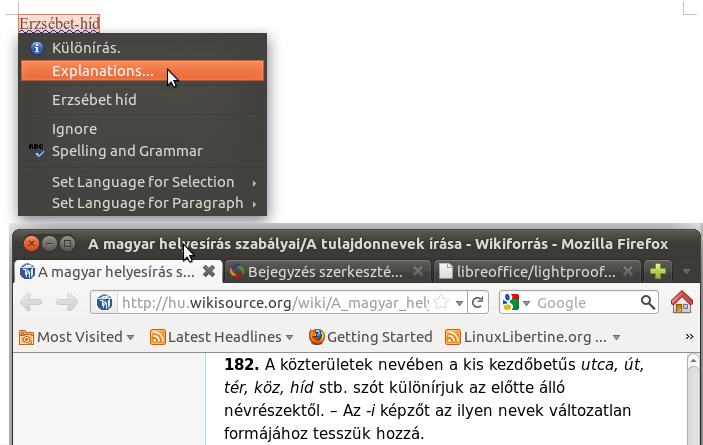 Erzsébet-híd
Különírás.
Explanations...
Erzsébet híd
Ignore
ABC Spelling and Grammar
Set Language for Selection
Set Language for Paragraph
A magyar helyesírás szabályai/A tulajdonnevek írása - Wikiforrás - Mozilla Firefox
A magyar helyesírás s... Bejegyzés szerkeszté... libreoffice/lightproof...
http://hu.wikisource.org/wiki/A_magyar_hely Google
Most Visited Latest Headlines Getting Started LinuxLibertine.org ... »
182. A közterületek nevében a kis kezdőbetűs utca, út,
tér, köz, híd stb. szót különírjuk az előtte álló
névrészektől. – Az -i képzőt az ilyen nevek változatlan
formájához tesszük hozzá.